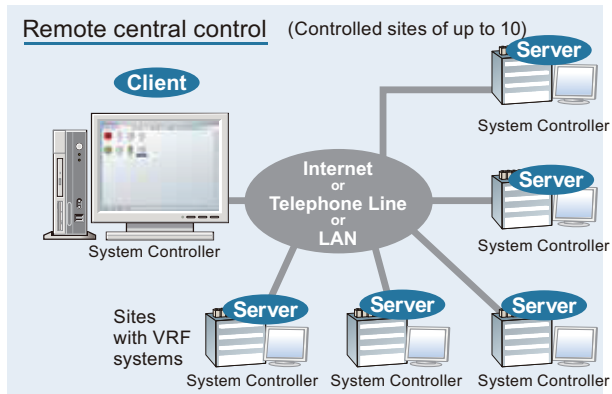 Remote central control (Controlled sites of up to 10)
Server
Client
System Controller
Internet
or
Telephone Line
or
LAN
Server
System Controller
System Controller
Sites
with VRF
systems
Server
System Controller
Server
System Controller
Server
System Controller